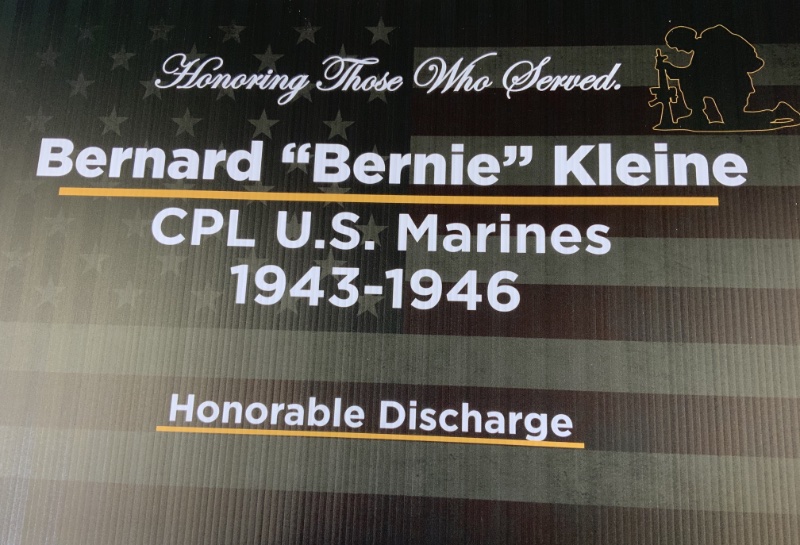 Honoring Those Who Served.
Bernard “Bernie” Kleine
CPL U.S. Marines
1943-1946
Honorable Discharge